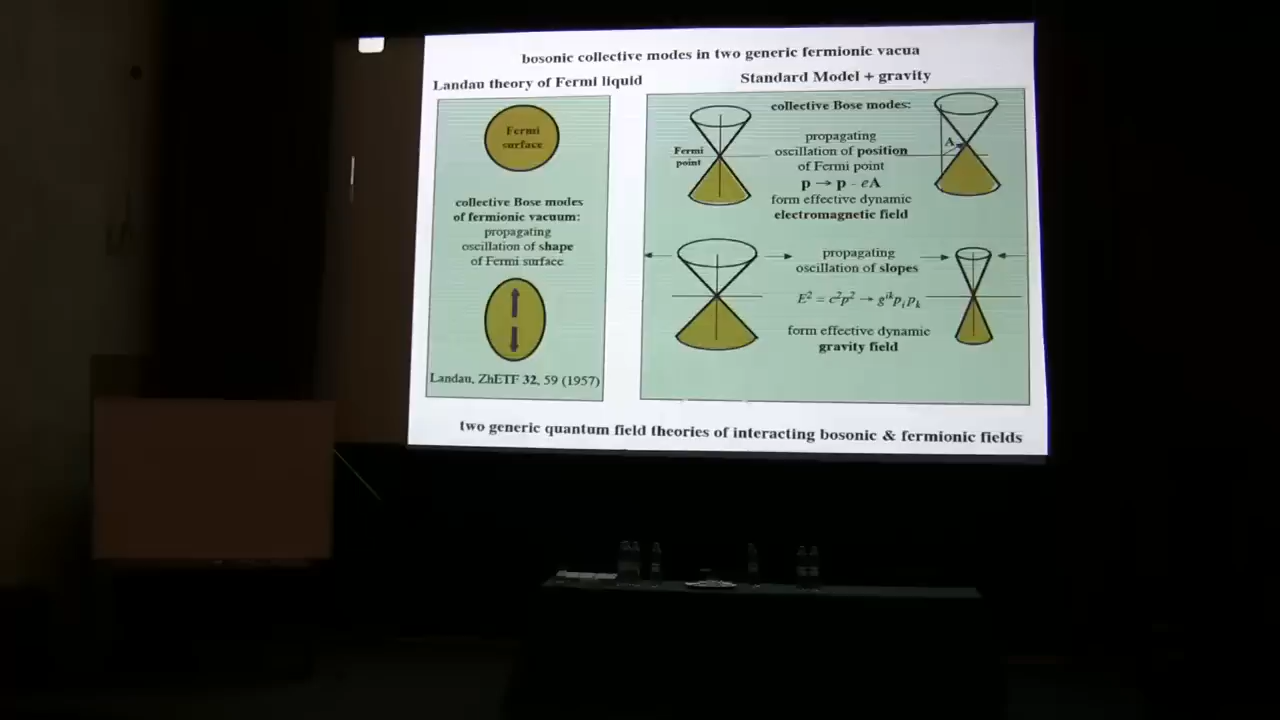 bosonic collective modes in two generic fermionic vacua
Landau theory of Fermi liquid
Fermi
surface
collective Bose modes
of fermionic vacuum:
propagating
oscillation of shape
of Fermi surface
Landau, ZhETF 32, 59 (1957)
Standard Model + gravity
collective Bose modes:
Fermi
point
propagating
oscillation of position
of Fermi point
p → p - eA
form effective dynamic
electromagnetic field
A
propagating
oscillation of slopes
E² = c²p² → gⁱᵏpᵢpₖ
form effective dynamic
gravity field
two generic quantum field theories of interacting bosonic & fermionic fields